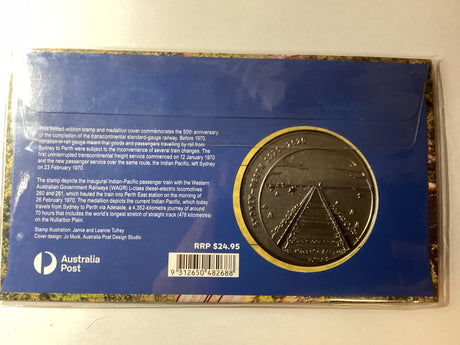 This limited-edition stamp and medallion cover commemorates the 50th anniversary
of the completion of the transcontinental standard-gauge railway. Before 1970,
variation in rail gauge meant that goods and passengers travelling by rail from
Sydney to Perth were subject to the inconvenience of several train changes. The
first uninterrupted transcontinental freight service commenced on 12 January 1970
and the new passenger service over the same route, the Indian Pacific, left Sydney
on 23 February 1970.
The stamp depicts the inaugural Indian-Pacific passenger train with the Western
Australian Government Railways (WAGR) L-class diesel-electric locomotives
260 and 261, which hauled the train into Perth East station on the morning of
26 February 1970. The medallion depicts the current Indian Pacific, which today
travels from Sydney to Perth via Adelaide, a 4,352-kilometre journey of around
70 hours that includes the world's longest stretch of straight track (478 kilometres)
on the Nullarbor Plain.
Stamp illustration: Jamie and Leanne Tufrey
Cover design: Jo Muré, Australia Post Design Studio
Australia
Post
RRP $24.95
9 312650 482688